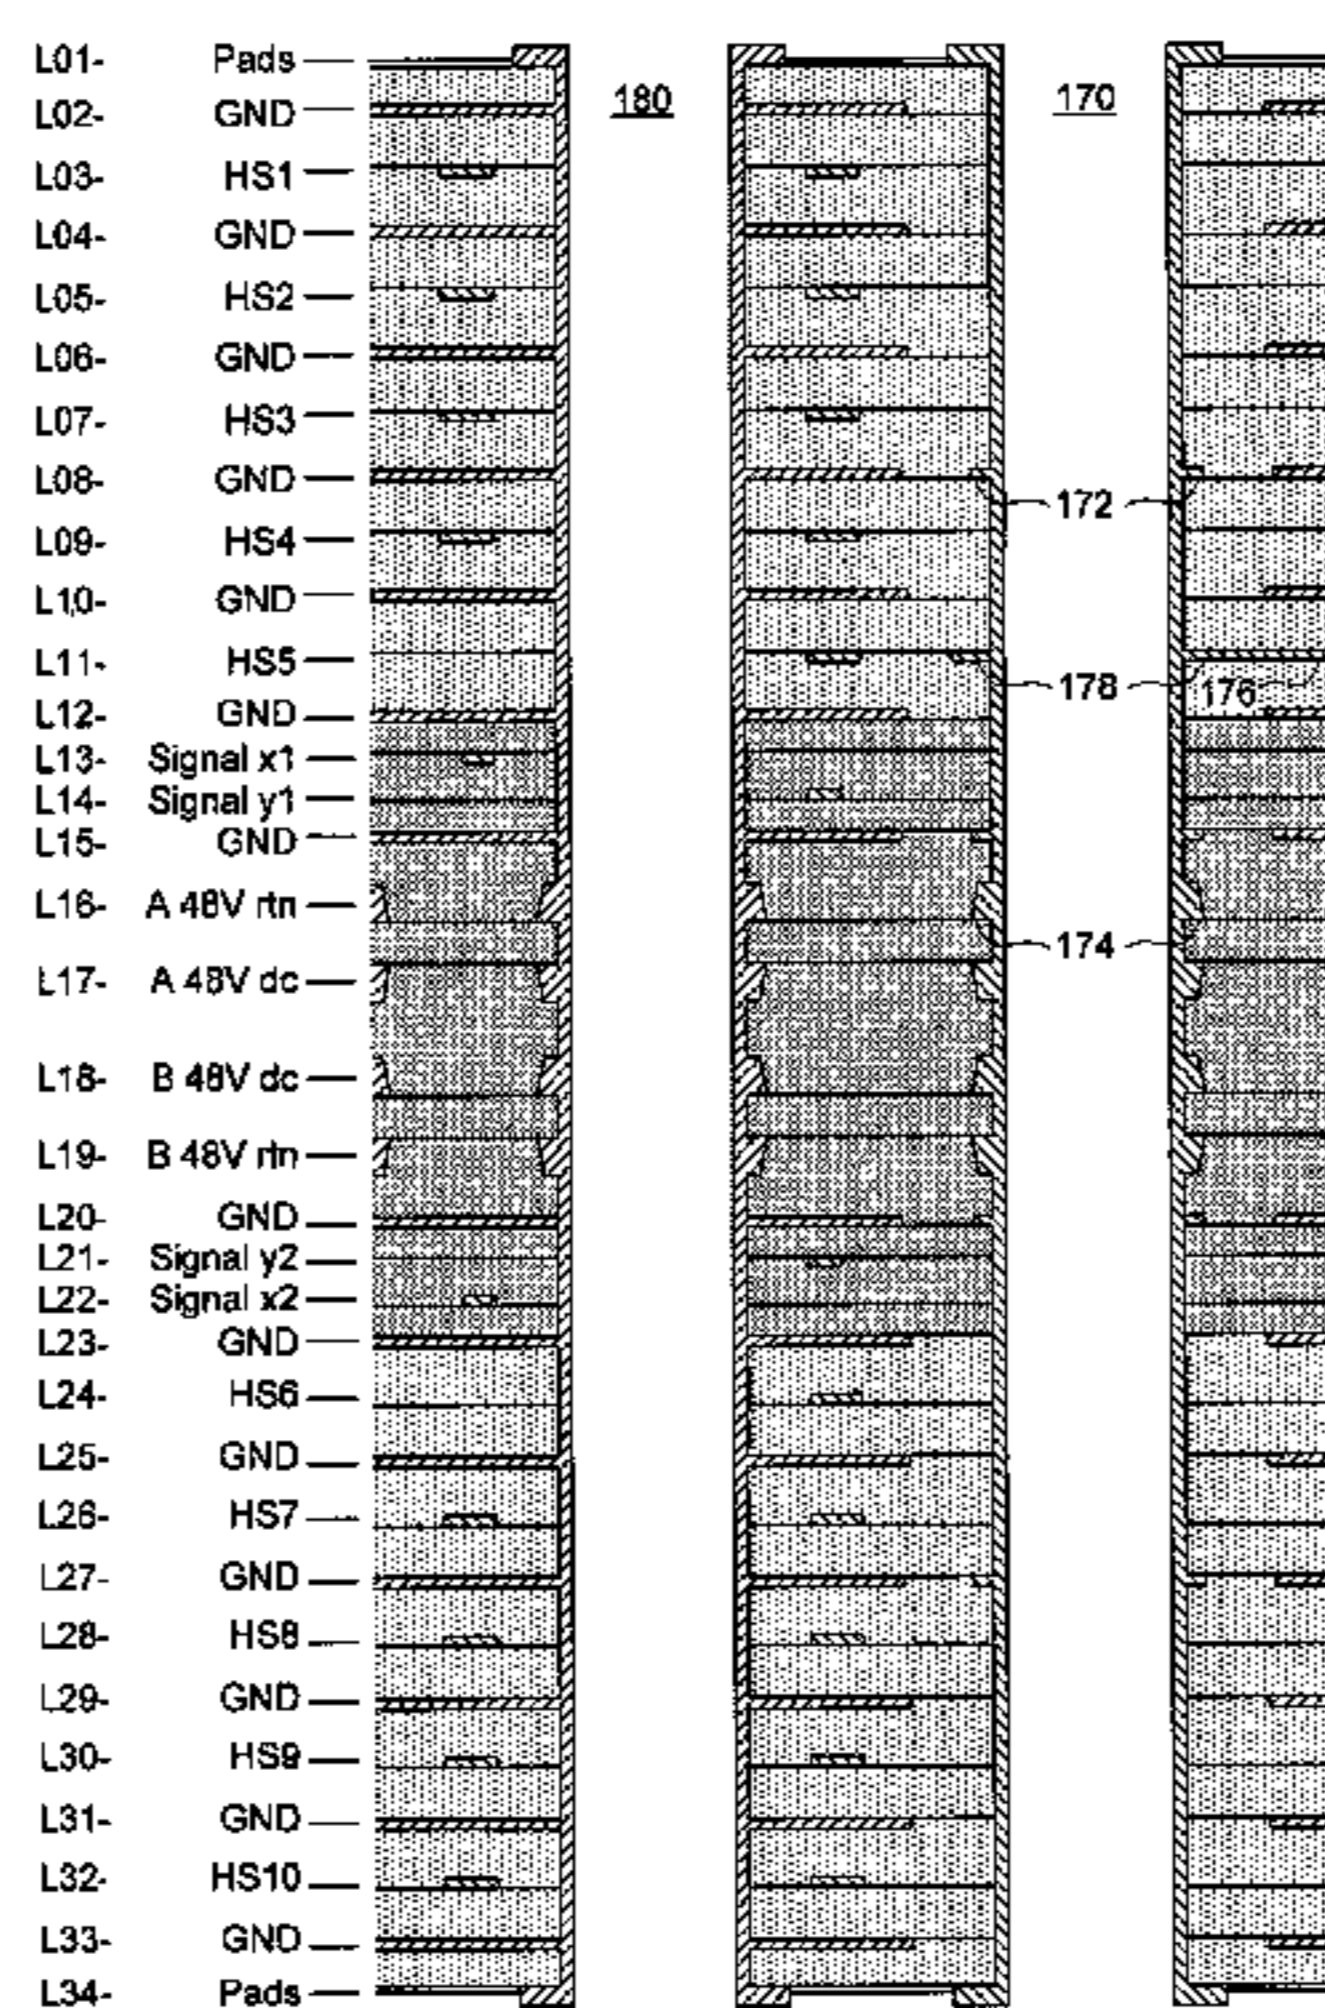 L01- Pads
180
170
L02- GND
L03- HS1
L04- GND
L05- HS2
L06- GND
L07- HS3
L08- GND
172
L09- HS4
L10- GND
L11- HS5
178
176
L12- GND
L13- Signal x1
L14- Signal y1
L15- GND
L16- A 48V rtn
174
L17- A 48V dc
L18- B 48V dc
L19- B 48V rtn
L20- GND
L21- Signal y2
L22- Signal x2
L23- GND
L24- HS6
L25- GND
L26- HS7
L27- GND
L28- HS8
L29- GND
L30- HS9
L31- GND
L32- HS10
L33- GND
L34- Pads